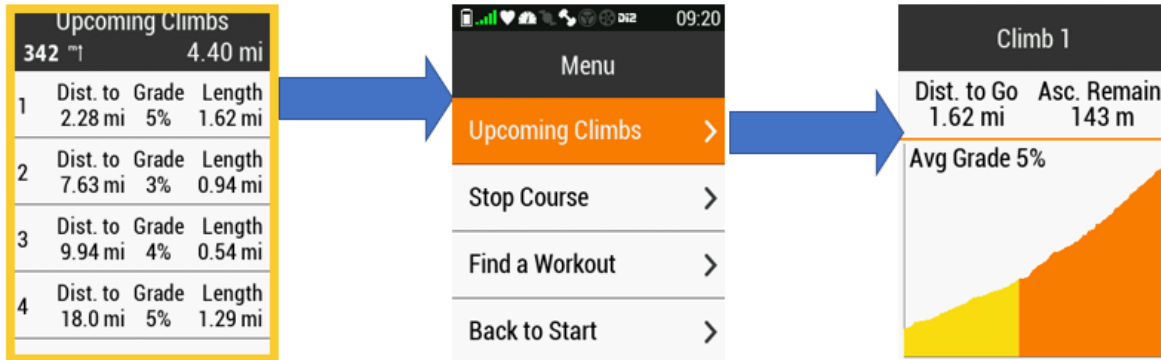 Upcoming Climbs
342 m↑ 4.40 mi
1 Dist. to Grade Length
2.28 mi 5% 1.62 mi
2 Dist. to Grade Length
7.63 mi 3% 0.94 mi
3 Dist. to Grade Length
9.94 mi 4% 0.54 mi
4 Dist. to Grade Length
18.0 mi 5% 1.29 mi
Di2 09:20
Menu
Upcoming Climbs
Stop Course
Find a Workout
Back to Start
Climb 1
Dist. to Go Asc. Remain
1.62 mi 143 m
Avg Grade 5%